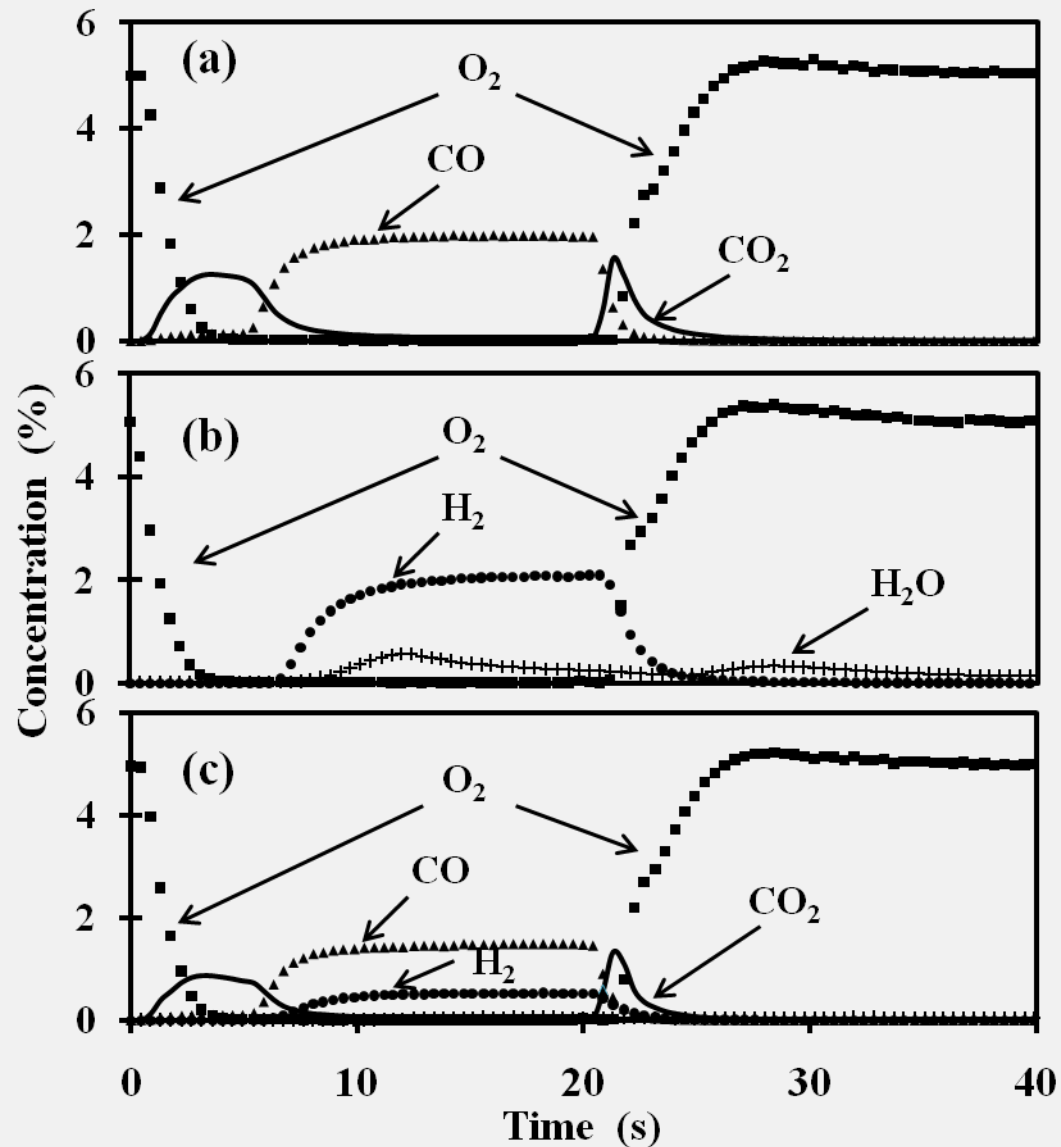 6
(a)
O₂
4
CO
2
CO₂
0
6
(b)
O₂
4
H₂
2
H₂O
0
6
(c)
O₂
4
CO
2
CO₂
H₂
0
0 10 20 30 40
Time (s)
Concentration (%)